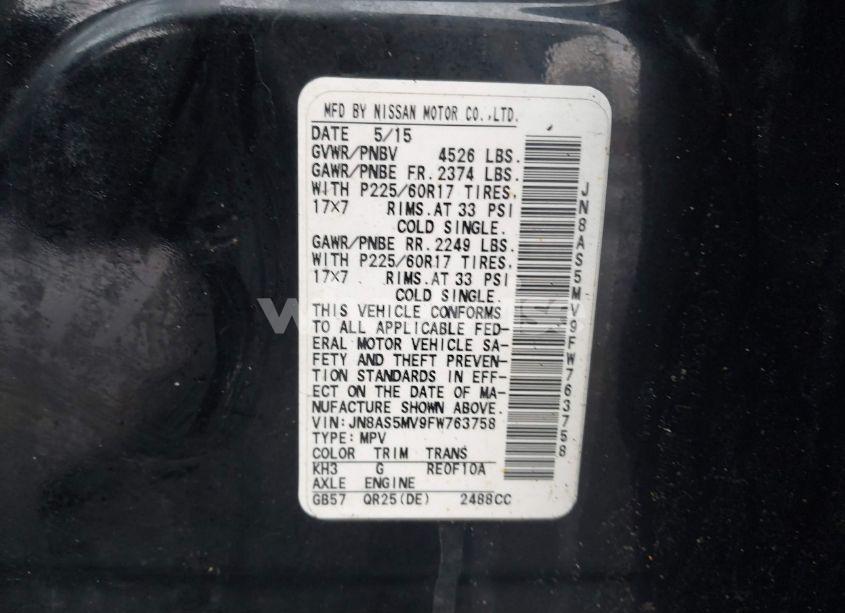 MFD BY NISSAN MOTOR CO.,LTD.
DATE 5/15
GVWR/PNBV 4526 LBS.
GAWR/PNBE FR. 2374 LBS.
WITH P225/60R17 TIRES.
17×7 RIMS.AT 33 PSI
COLD SINGLE.
GAWR/PNBE RR. 2249 LBS.
WITH P225/60R17 TIRES.
17×7 RIMS.AT 33 PSI
COLD SINGLE.
THIS VEHICLE CONFORMS
TO ALL APPLICABLE FED-
ERAL MOTOR VEHICLE SA-
FETY AND THEFT PREVEN-
TION STANDARDS IN EFF-
ECT ON THE DATE OF MA-
NUFACTURE SHOWN ABOVE.
VIN:JN8AS5MV9FW763758
TYPE:MPV
COLOR TRIM TRANS
KH3 G RE0F10A
AXLE ENGINE
GB57 QR25(DE) 2488CC
JN8AS5MV9FW763758